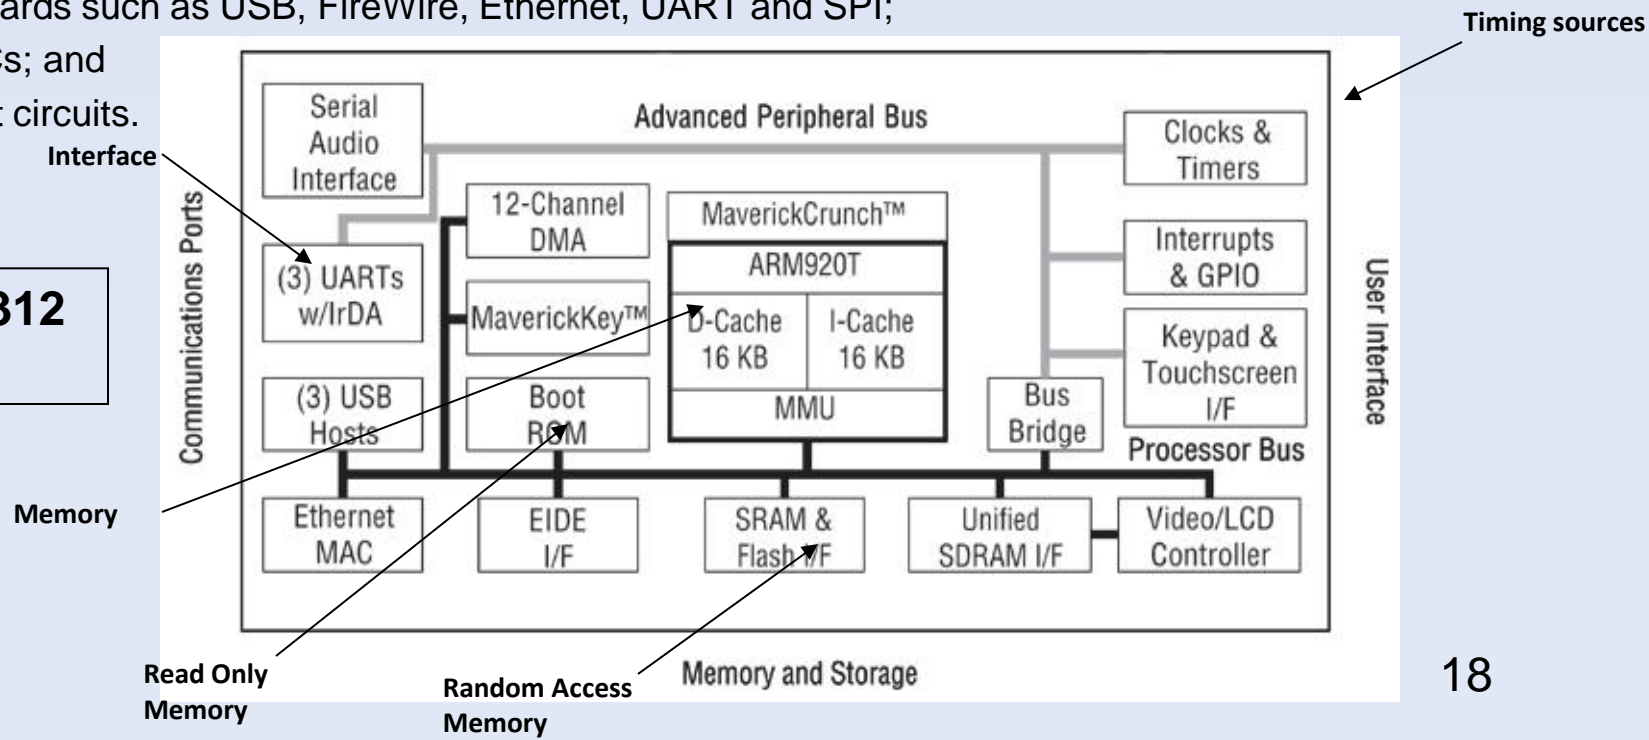 ards such as USB, FireWire, Ethernet, UART and SPI;
Timing sources
Cs; and
t circuits.
Interface
Serial
Audio
Interface
Advanced Peripheral Bus
Clocks &
Timers
12-Channel
DMA
MaverickCrunch™
ARM920T
Interrupts
& GPIO
Communications Ports
(3) UARTs
w/IrDA
312
MaverickKey™
D-Cache
16 KB
I-Cache
16 KB
Keypad &
Touchscreen
I/F
User Interface
(3) USB
Hosts
Boot
ROM
MMU
Bus
Bridge
Processor Bus
Memory
Ethernet
MAC
EIDE
I/F
SRAM &
Flash I/F
Unified
SDRAM I/F
Video/LCD
Controller
Read Only
Memory
Random Access
Memory
Memory and Storage
18